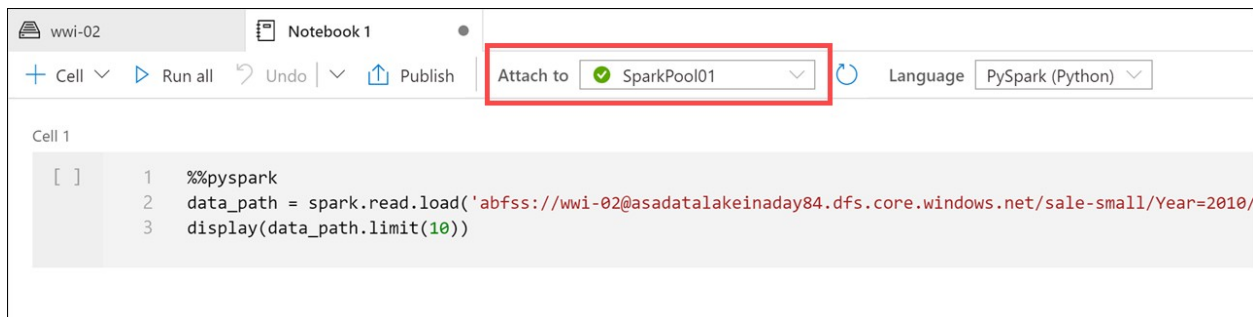 wwi-02 Notebook 1
Cell Run all Undo Publish Attach to SparkPool01 Language PySpark (Python)
Cell 1
[ ] 1 %%pyspark
2 data_path = spark.read.load('abfss://wwi-02@asadatalakeinaday84.dfs.core.windows.net/sale-small/Year=2010/
3 display(data_path.limit(10))